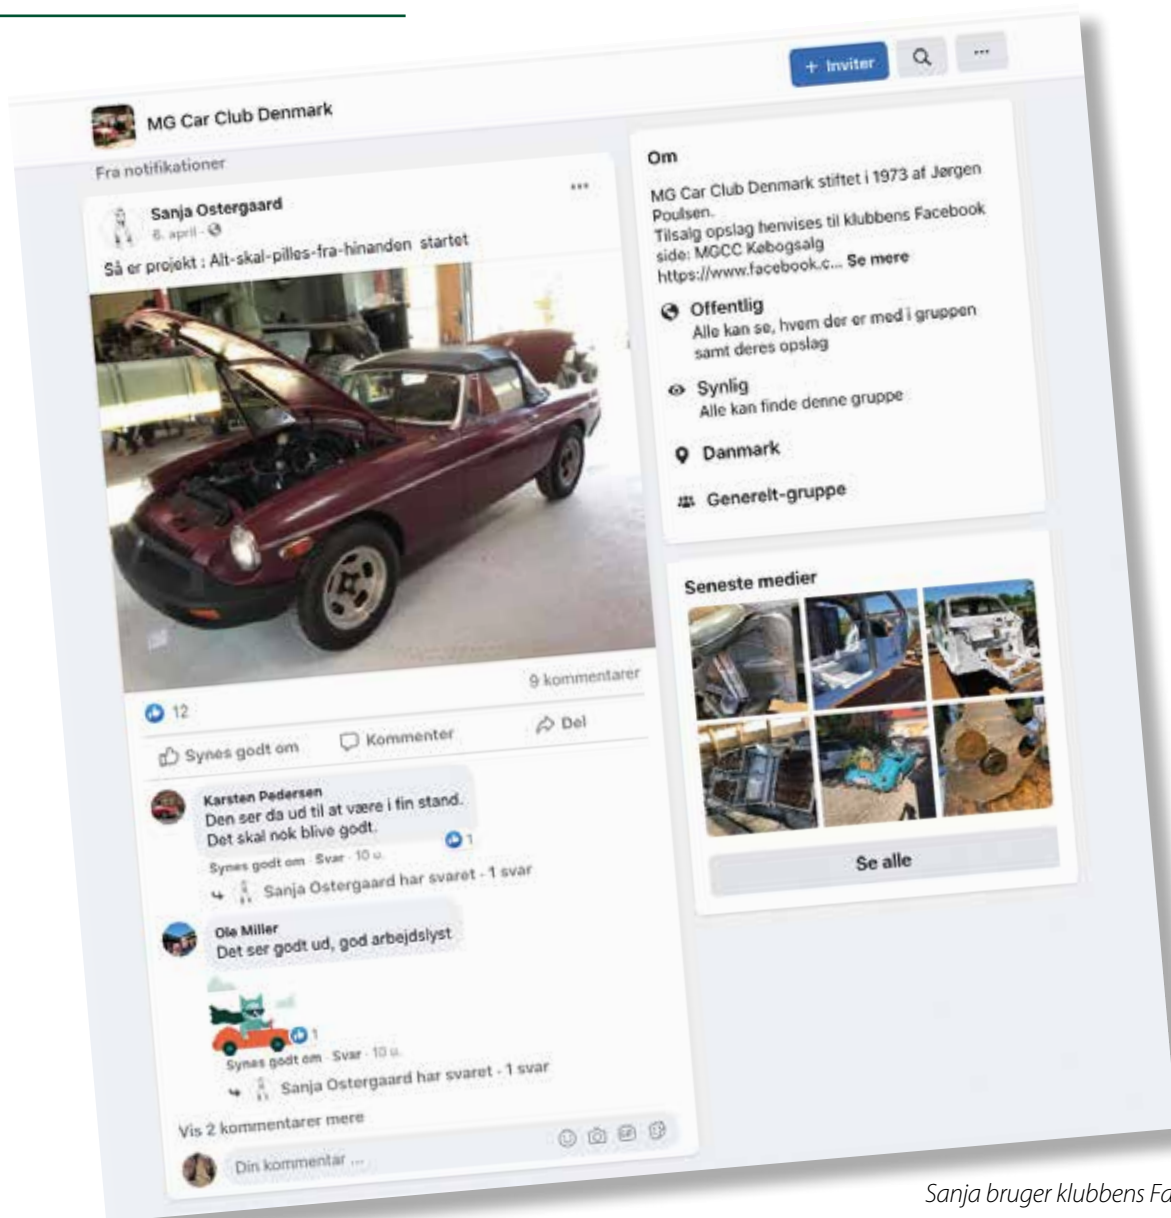 + Inviter
MG Car Club Denmark
Fra notifikationer
Sanja Ostergaard
6. april
Så er projekt : Alt-skal-pilles-fra-hinanden startet
12
9 kommentarer
Synes godt om
Kommenter
Del
Karsten Pedersen
Den ser da ud til at være i fin stand.
Det skal nok blive godt.
Synes godt om · Svar · 10 u.
1
Sanja Ostergaard har svaret · 1 svar
Ole Miller
Det ser godt ud, god arbejdslyst
1
Synes godt om · Svar · 10 u.
Sanja Ostergaard har svaret · 1 svar
Vis 2 kommentarer mere
Din kommentar ...
Om
MG Car Club Denmark stiftet i 1973 af Jørgen
Poulsen.
Tilsalg opslag henvises til klubbens Facebook
side: MGCC Købogsalg
https://www.facebook.c... Se mere
Offentlig
Alle kan se, hvem der er med i gruppen
samt deres opslag
Synlig
Alle kan finde denne gruppe
Danmark
Generelt-gruppe
Seneste medier
Se alle
Sanja bruger klubbens Fa